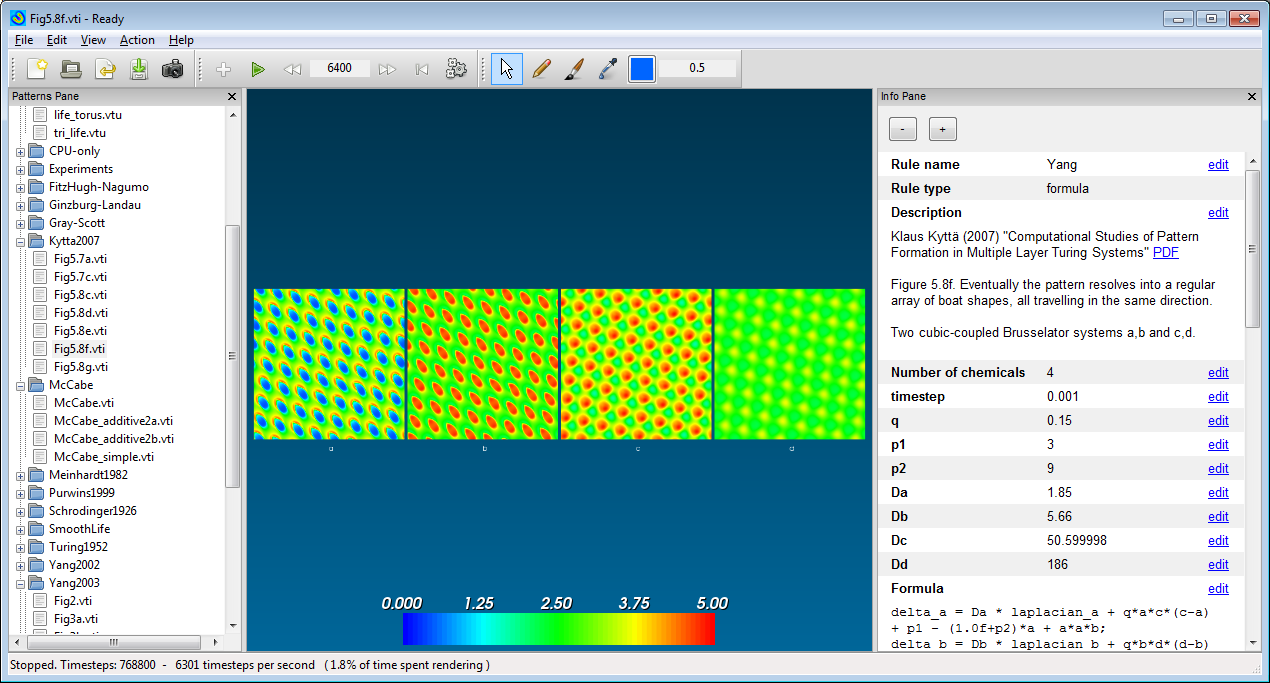 Fig5.8f.vti - Ready
File Edit View Action Help
6400
0.5
Patterns Pane
life_torus.vtu
tri_life.vtu
CPU-only
Experiments
FitzHugh-Nagumo
Ginzburg-Landau
Gray-Scott
Kytta2007
Fig5.7a.vti
Fig5.7c.vti
Fig5.8c.vti
Fig5.8d.vti
Fig5.8e.vti
Fig5.8f.vti
Fig5.8g.vti
McCabe
McCabe.vti
McCabe_additive2a.vti
McCabe_additive2b.vti
McCabe_simple.vti
Meinhardt1982
Purwins1999
Schrodinger1926
SmoothLife
Turing1952
Yang2002
Yang2003
Fig2.vti
Fig3a.vti
a b c d
0.000 1.25 2.50 3.75 5.00
Info Pane
- +
Rule name Yang edit
Rule type formula
Description edit
Klaus Kyttä (2007) "Computational Studies of Pattern
Formation in Multiple Layer Turing Systems" PDF
Figure 5.8f. Eventually the pattern resolves into a regular
array of boat shapes, all travelling in the same direction.
Two cubic-coupled Brusselator systems a,b and c,d.
Number of chemicals 4 edit
timestep 0.001 edit
q 0.15 edit
p1 3 edit
p2 9 edit
Da 1.85 edit
Db 5.66 edit
Dc 50.599998 edit
Dd 186 edit
Formula edit
delta_a = Da * laplacian_a + q*a*c*(c-a)
+ p1 - (1.0f+p2)*a + a*a*b;
delta_b = Db * laplacian_b + q*b*d*(d-b)
Stopped. Timesteps: 768800 - 6301 timesteps per second (1.8% of time spent rendering )